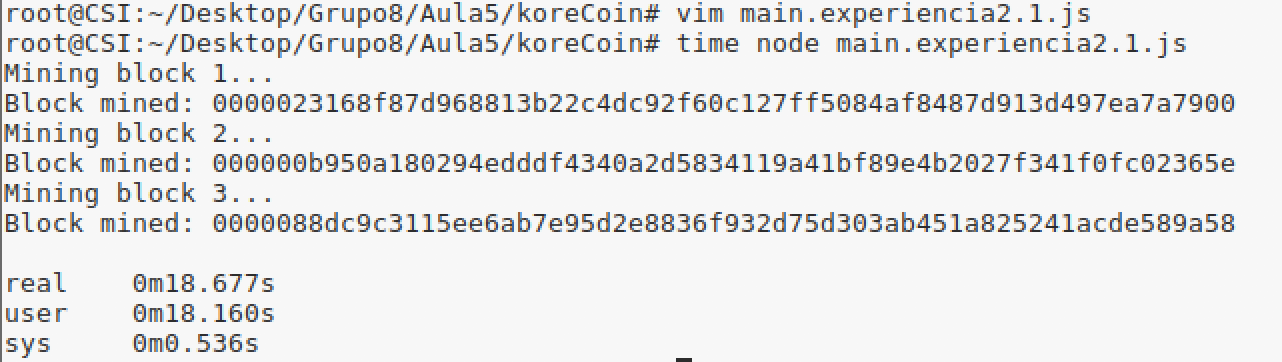 root@CSI:~/Desktop/Grupo8/Aula5/koreCoin# vim main.experiencia2.1.js
root@CSI:~/Desktop/Grupo8/Aula5/koreCoin# time node main.experiencia2.1.js
Mining block 1...
Block mined: 0000023168f87d968813b22c4dc92f60c127ff5084af8487d913d497ea7a7900
Mining block 2...
Block mined: 000000b950a180294edddf4340a2d5834119a41bf89e4b2027f341f0fc02365e
Mining block 3...
Block mined: 0000088dc9c3115ee6ab7e95d2e8836f932d75d303ab451a825241acde589a58
real 0m18.677s
user 0m18.160s
sys 0m0.536s